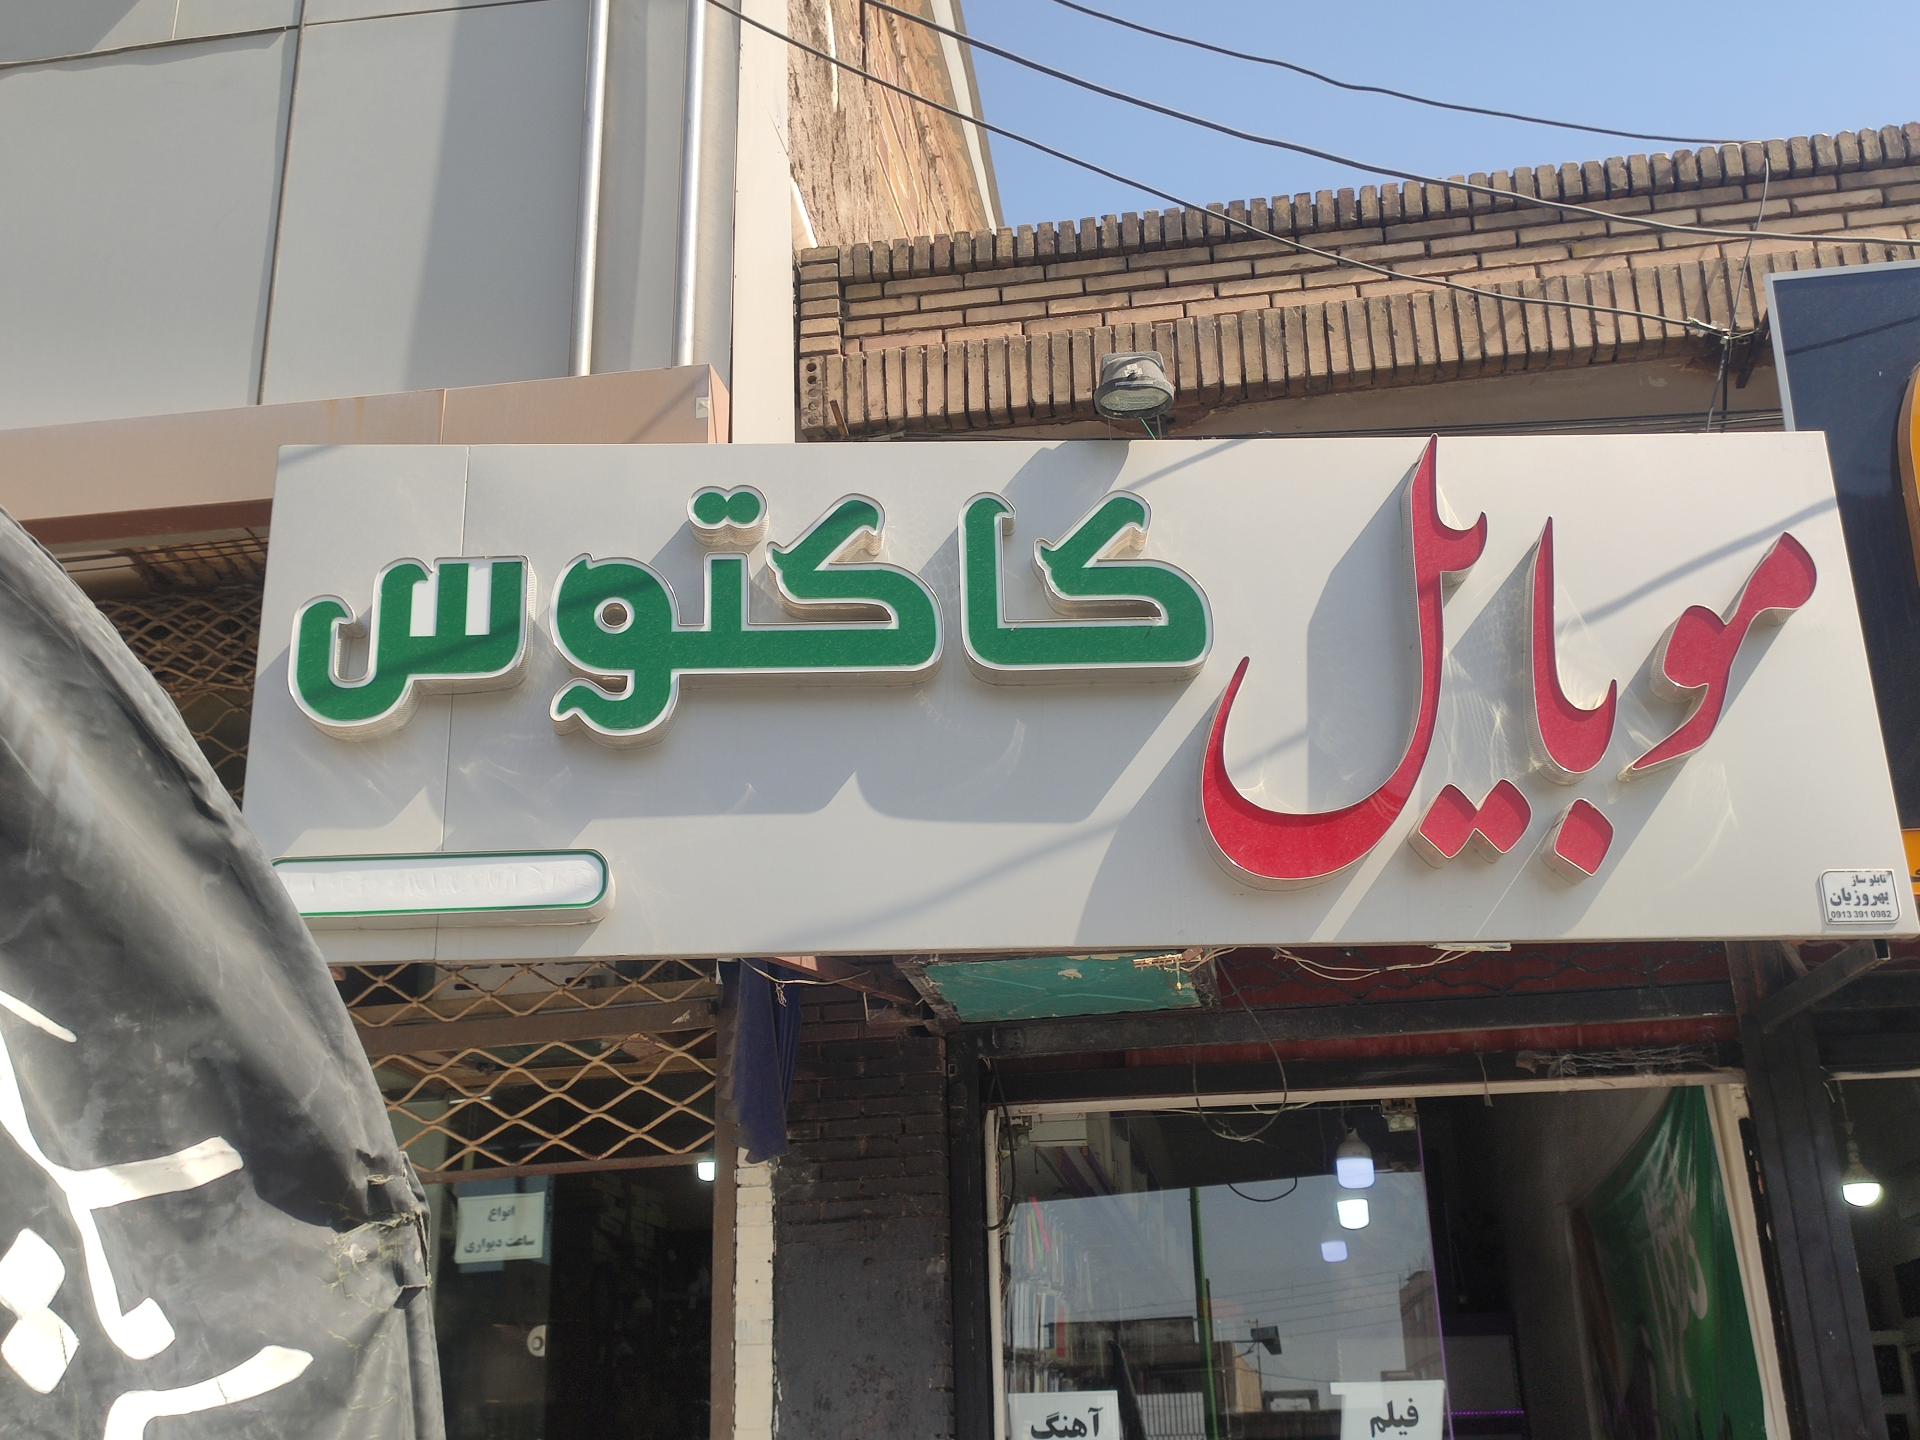 موبایل کاکتوس
تابلو ساز
بهروزیان
0913 391 0982
انواع
ساعت دیواری
آهنگ
فیلم